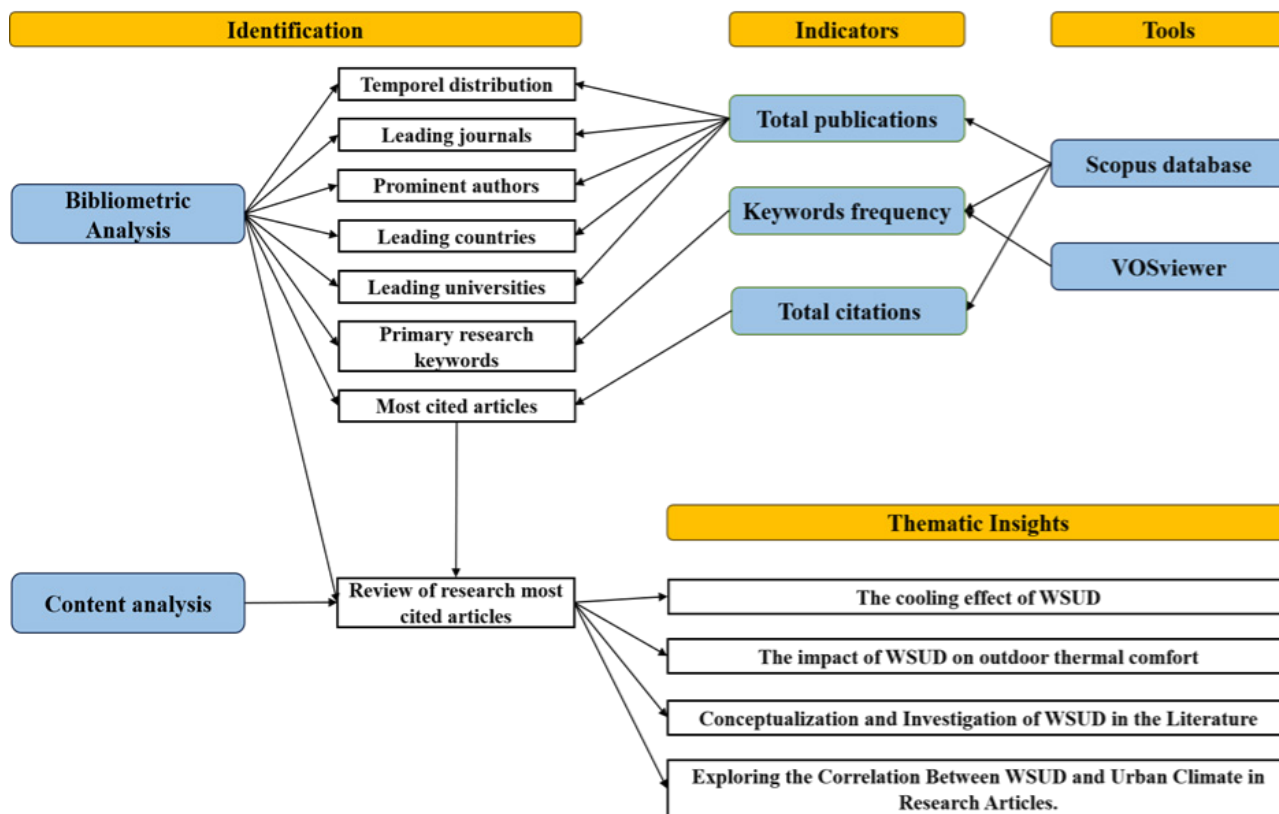 Identification
Indicators
Tools
Temporel distribution
Leading journals
Prominent authors
Leading countries
Leading universities
Primary research
keywords
Most cited articles
Bibliometric
Analysis
Total publications
Keywords frequency
Total citations
Scopus database
VOSviewer
Thematic Insights
Content analysis
Review of research most
cited articles
The cooling effect of WSUD
The impact of WSUD on outdoor thermal comfort
Conceptualization and Investigation of WSUD in the Literature
Exploring the Correlation Between WSUD and Urban Climate in
Research Articles.